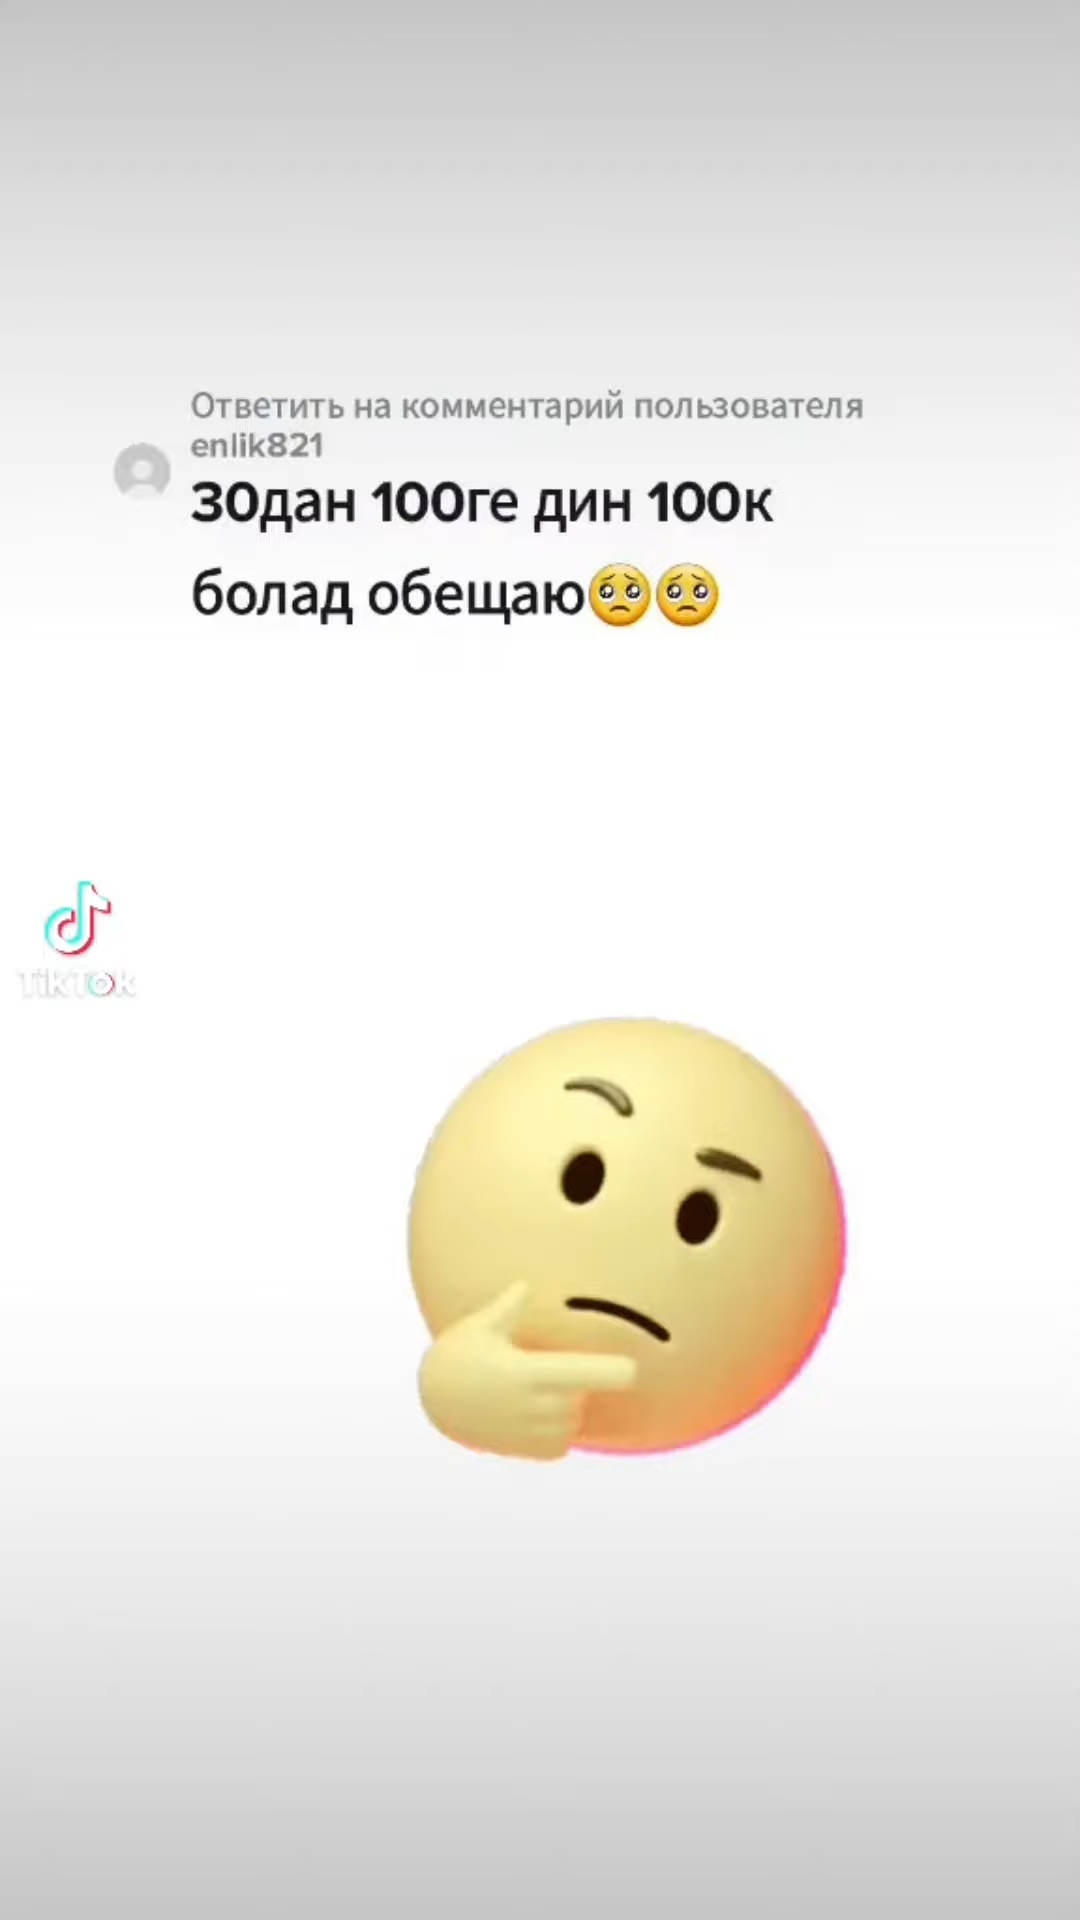 Ответить на комментарий пользователя
enlik821
30дан 100ге дин 100к
болад обещаю🥺🥺
TikTok